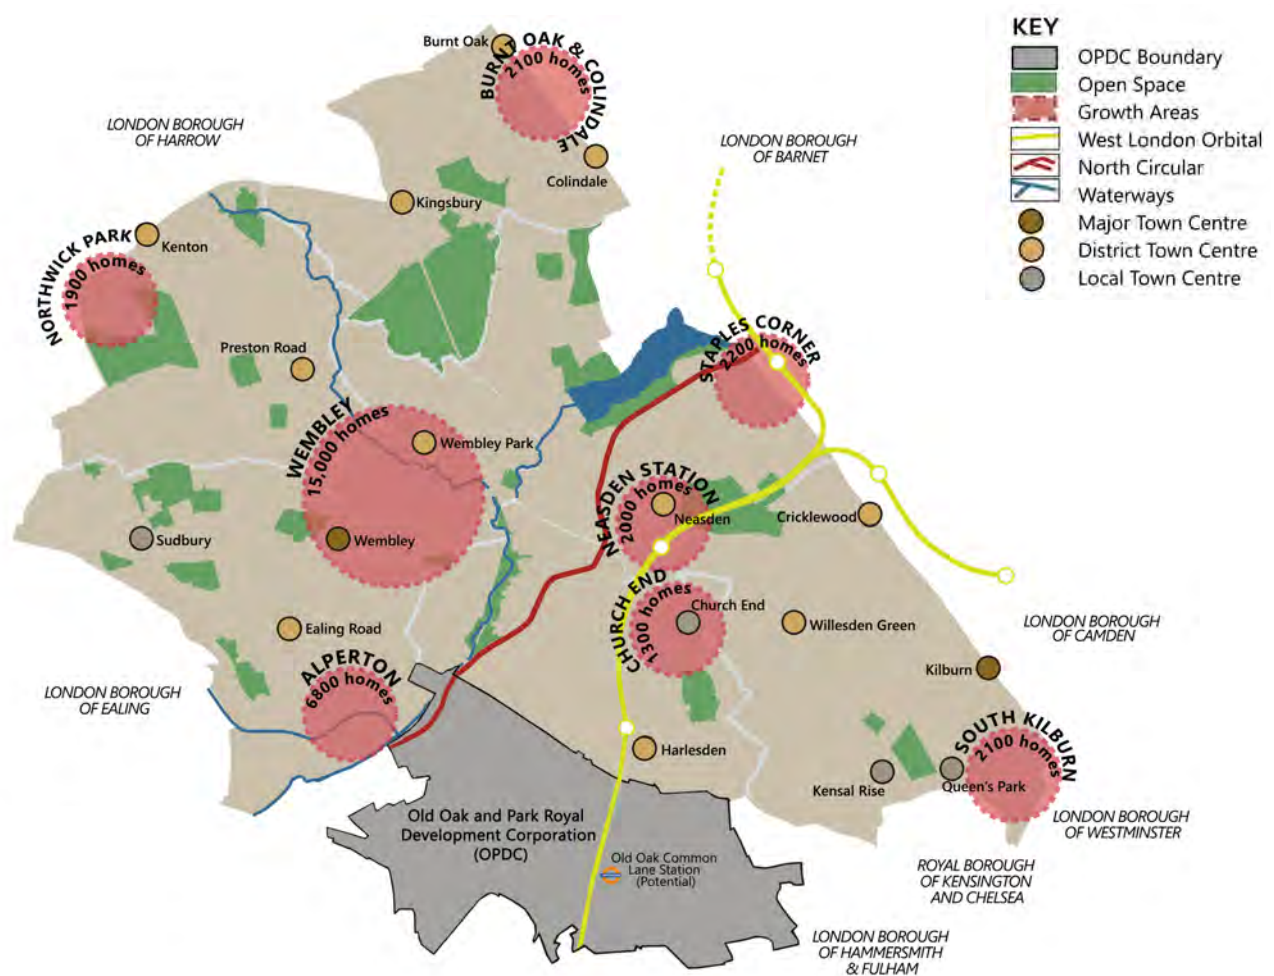 KEY
OPDC Boundary
Open Space
Growth Areas
West London Orbital
North Circular
Waterways
Major Town Centre
District Town Centre
Local Town Centre
Burnt Oak
BURNT OAK & COLINDALE
2100 homes
Colindale
LONDON BOROUGH
OF HARROW
LONDON BOROUGH
OF BARNET
Kingsbury
NORTHWICK PARK
1900 homes
Kenton
Preston Road
STAPLES CORNER
2200 homes
WEMBLEY
15,000 homes
Wembley Park
Wembley
NEASDEN STATION
2000 homes
Neasden
Cricklewood
Sudbury
CHURCH END
1300 homes
Church End
Willesden Green
Ealing Road
LONDON BOROUGH
OF CAMDEN
ALPERTON
6800 homes
Kilburn
LONDON BOROUGH
OF EALING
SOUTH KILBURN
2100 homes
Harlesden
Kensal Rise
Queen's Park
LONDON BOROUGH
OF WESTMINSTER
Old Oak and Park Royal
Development Corporation
(OPDC)
Old Oak Common
Lane Station
(Potential)
ROYAL BOROUGH
OF KENSINGTON
AND CHELSEA
LONDON BOROUGH
OF HAMMERSMITH
& FULHAM